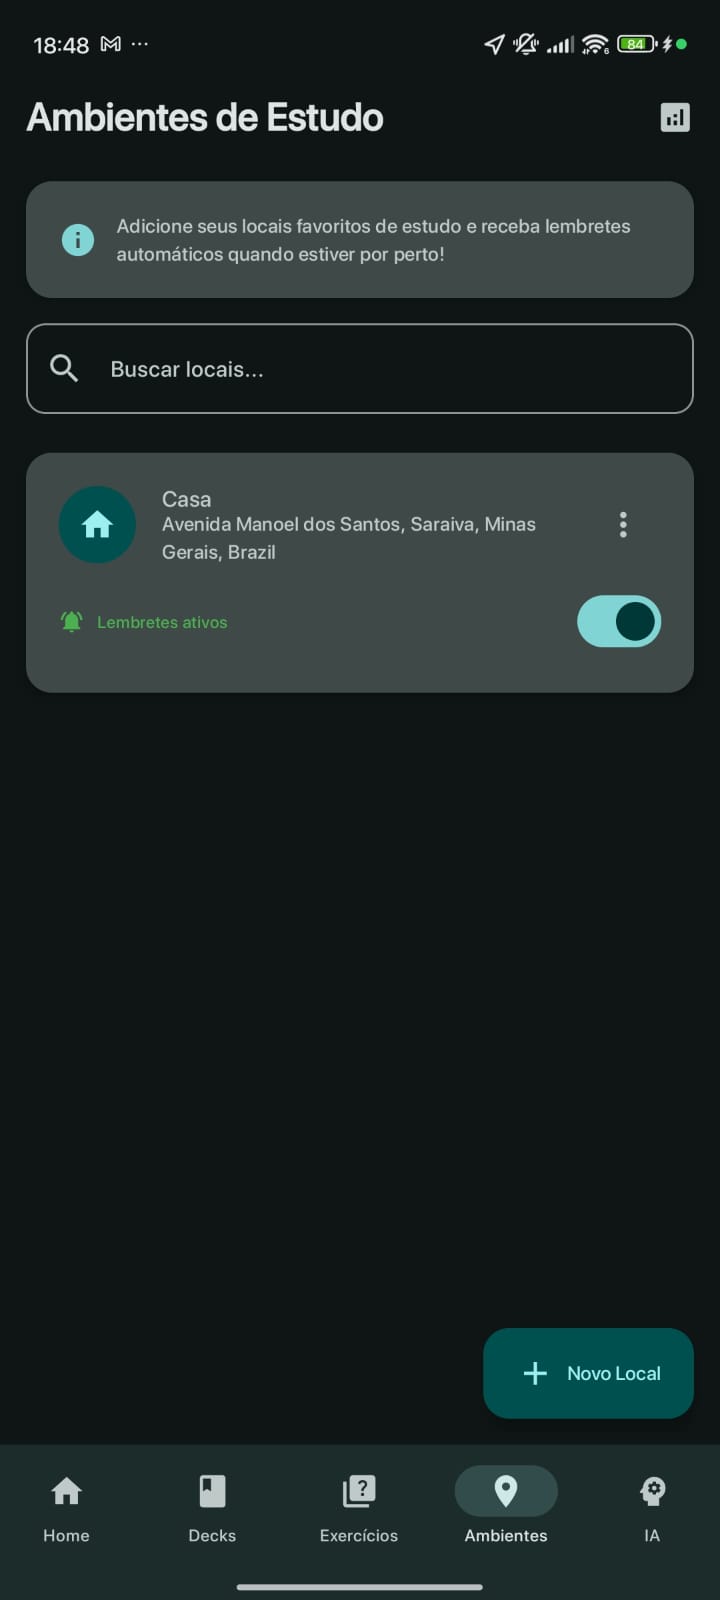 18:48
84
6
Ambientes de Estudo
Adicione seus locais favoritos de estudo e receba lembretes
automáticos quando estiver por perto!
Buscar locais...
Casa
Avenida Manoel dos Santos, Saraiva, Minas
Gerais, Brazil
Lembretes ativos
Novo Local
Home
Decks
Exercícios
Ambientes
IA